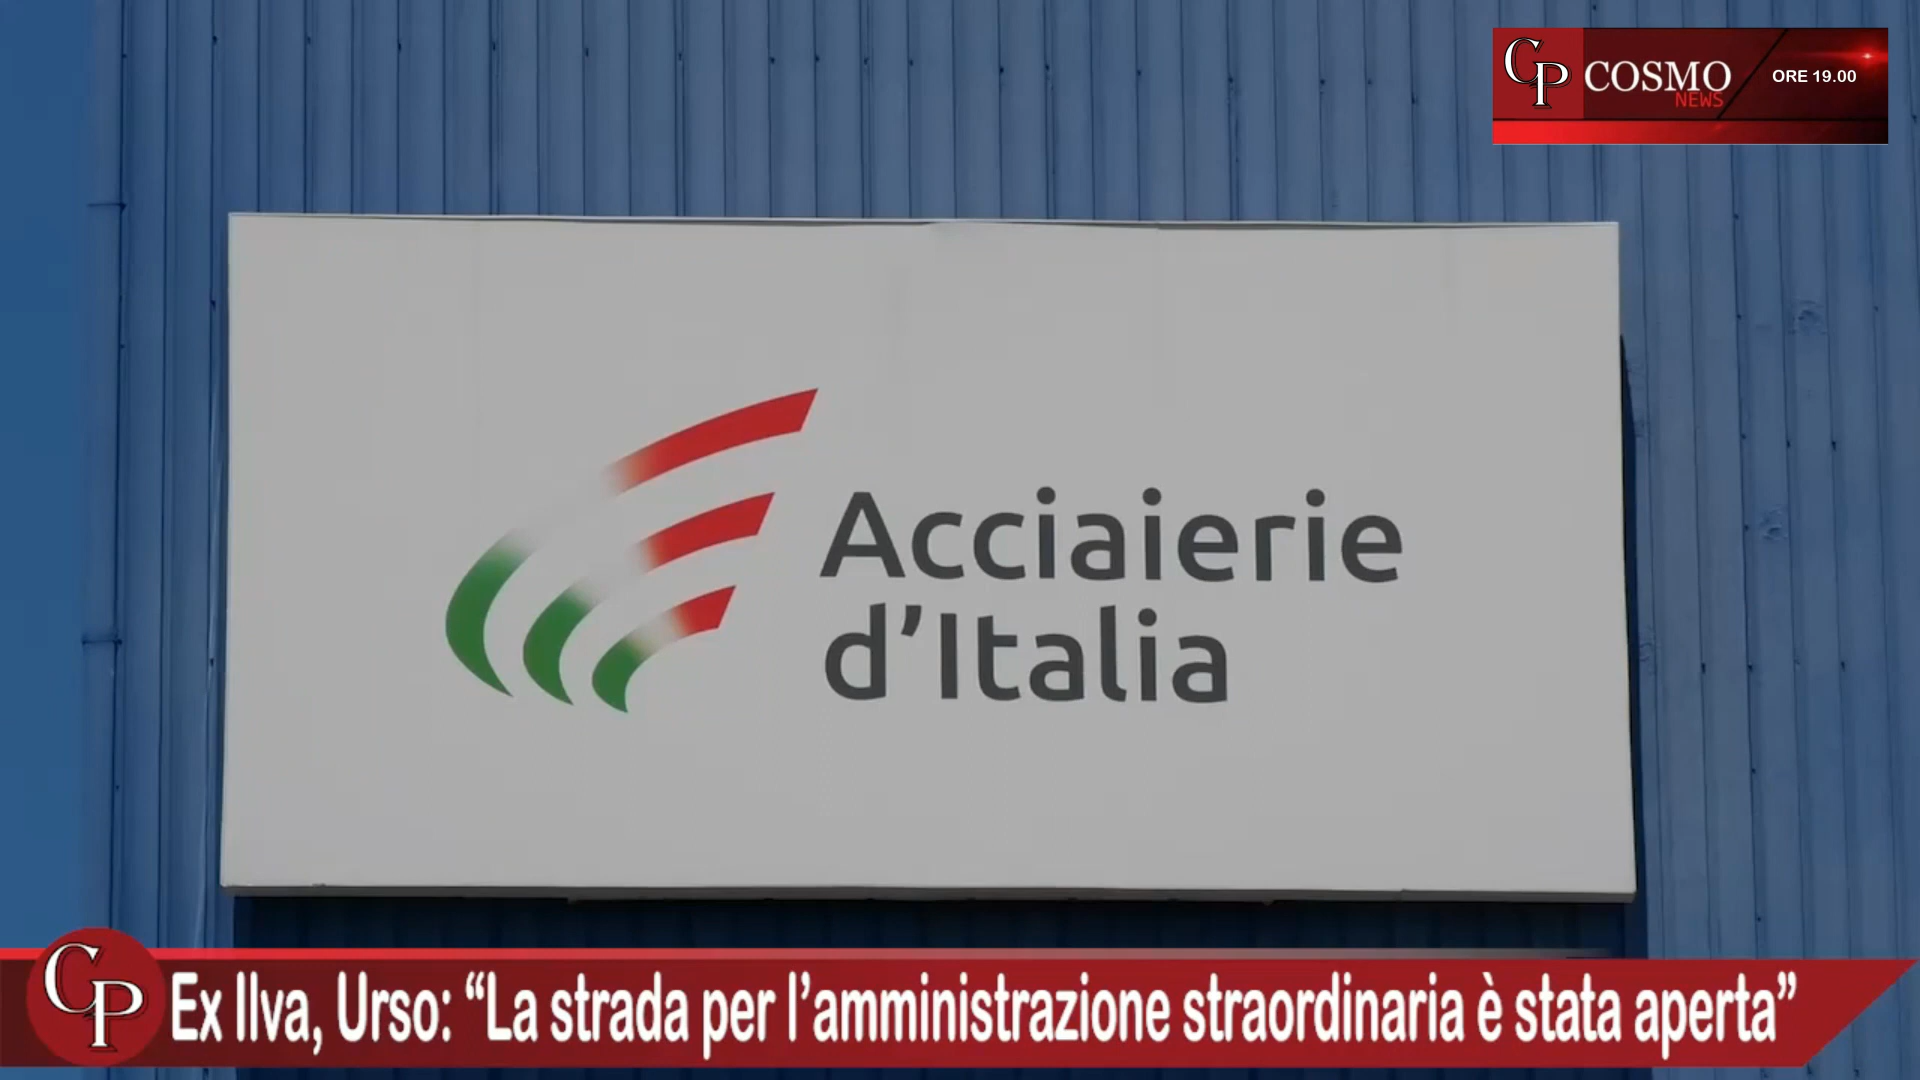 CP COSMO
NEWS
ORE 19.00
Acciaierie
d'Italia
CP
Ex Ilva, Urso: “La strada per l’amministrazione straordinaria è stata aperta”